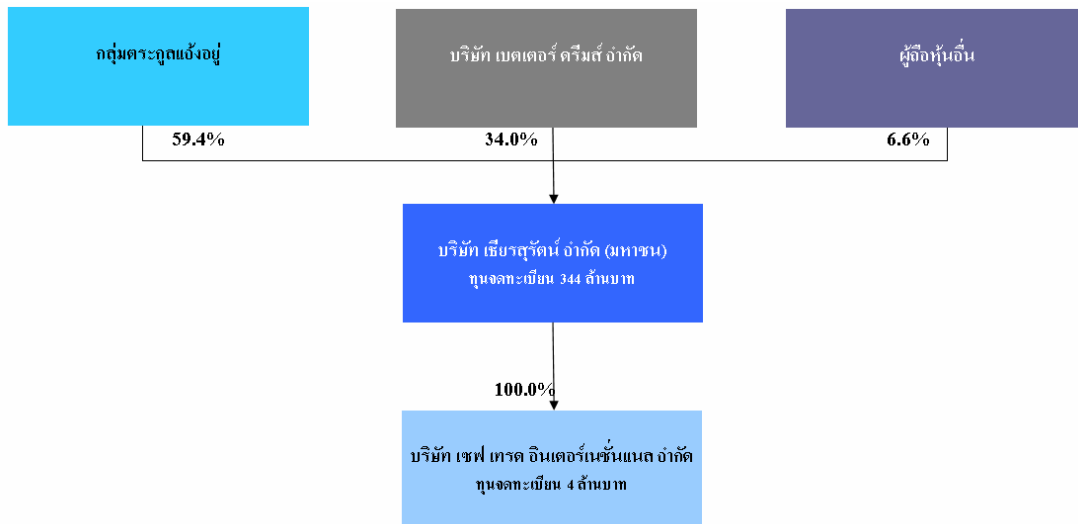 กลุ่มตระกูลแอ้งอยู่
บริษัท เบตเตอร์ ดรีมส์ จำกัด
ผู้ถือหุ้นอื่น
59.4%
34.0%
6.6%
บริษัท เธียรสุรัตน์ จำกัด (มหาชน)
ทุนจดทะเบียน 344 ล้านบาท
100.0%
บริษัท เซฟ เทรด อินเตอร์เนชั่นแนล จำกัด
ทุนจดทะเบียน 4 ล้านบาท